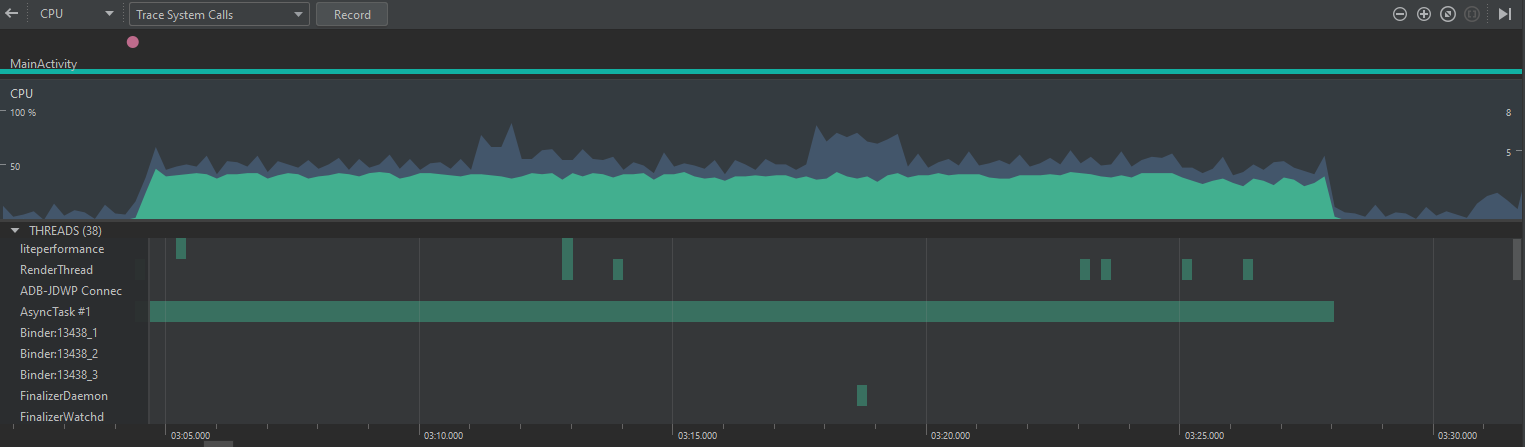 CPU Trace System Calls Record
MainActivity
CPU
100 % 8
50 5
THREADS (38)
liteperformance
RenderThread
ADB-JDWP Connec
AsyncTask #1
Binder:13438_1
Binder:13438_2
Binder:13438_3
FinalizerDaemon
FinalizerWatchd
03:05.000 03:10.000 03:15.000 03:20.000 03:25.000 03:30.000